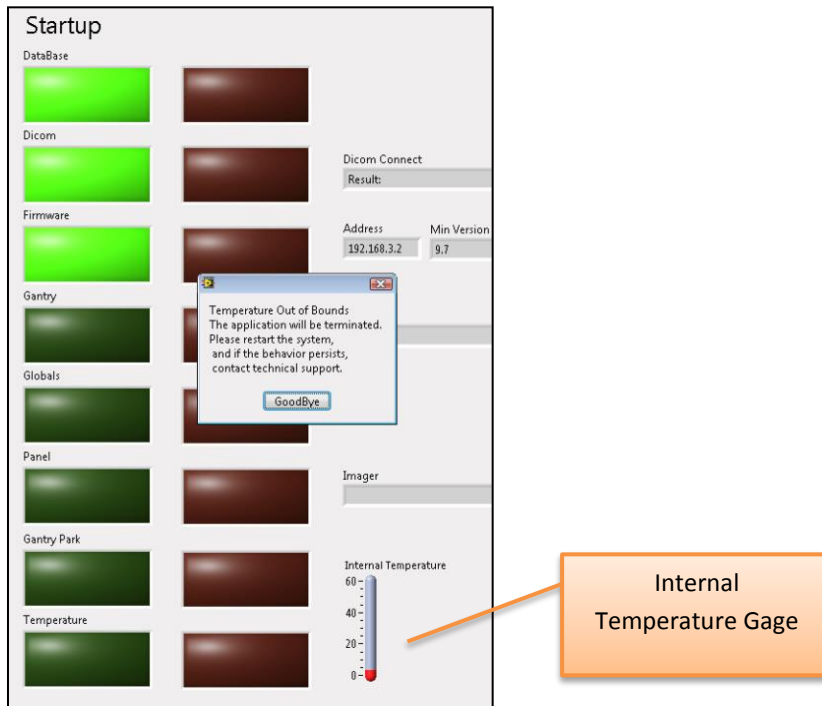 Startup
DataBase
Dicom
Dicom Connect
Result:
Firmware
Address
Min Version
192.168.3.2
9.7
Gantry
Temperature Out of Bounds
The application will be terminated.
Please restart the system,
and if the behavior persists,
contact technical support.
GoodBye
Globals
Panel
Imager
Gantry Park
Internal Temperature
60
40
20
0
Temperature
Internal
Temperature Gage